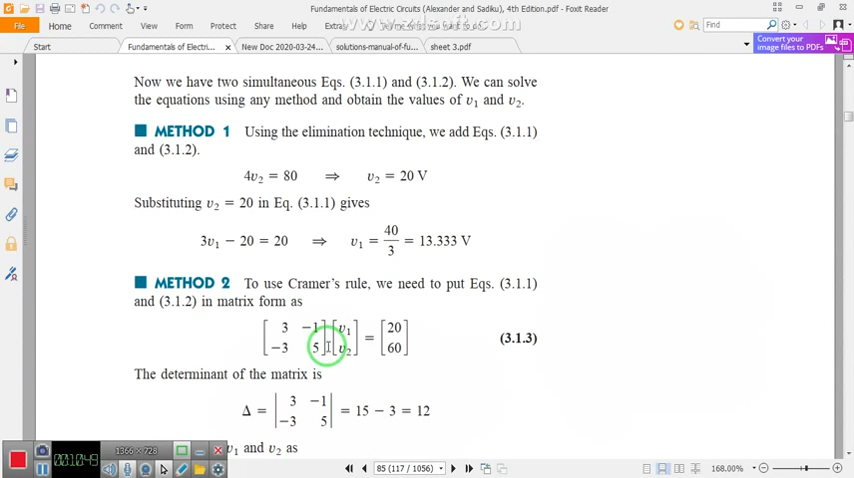 Fundamentals of Electric Circuits (Alexander and Sadiku, 4th Edition.pdf - Foxit Reader
File Home Form Protect Share Help
Find
Start Fundamentals of Electri... × New Doc 2020-03-24... solutions-manual-of-fu... sheet 3.pdf
Convert your
image files to PDFs
Now we have two simultaneous Eqs. (3.1.1) and (3.1.2). We can solve
the equations using any method and obtain the values of v₁ and v₂.
METHOD 1 Using the elimination technique, we add Eqs. (3.1.1)
and (3.1.2).
4v₂ = 80 ⇒ v₂ = 20 V
Substituting v₂ = 20 in Eq. (3.1.1) gives
3v₁ − 20 = 20 ⇒ v₁ = 40/3 = 13.333 V
METHOD 2 To use Cramer's rule, we need to put Eqs. (3.1.1)
and (3.1.2) in matrix form as
[3 −1] [v₁] = [20]
[−3 5] [v₂] [60] (3.1.3)
The determinant of the matrix is
Δ = |3 −1| = 15 − 3 = 12
|−3 5|
v₁ and v₂ as
1366 x 728
85 (117 / 1056)
168.00%